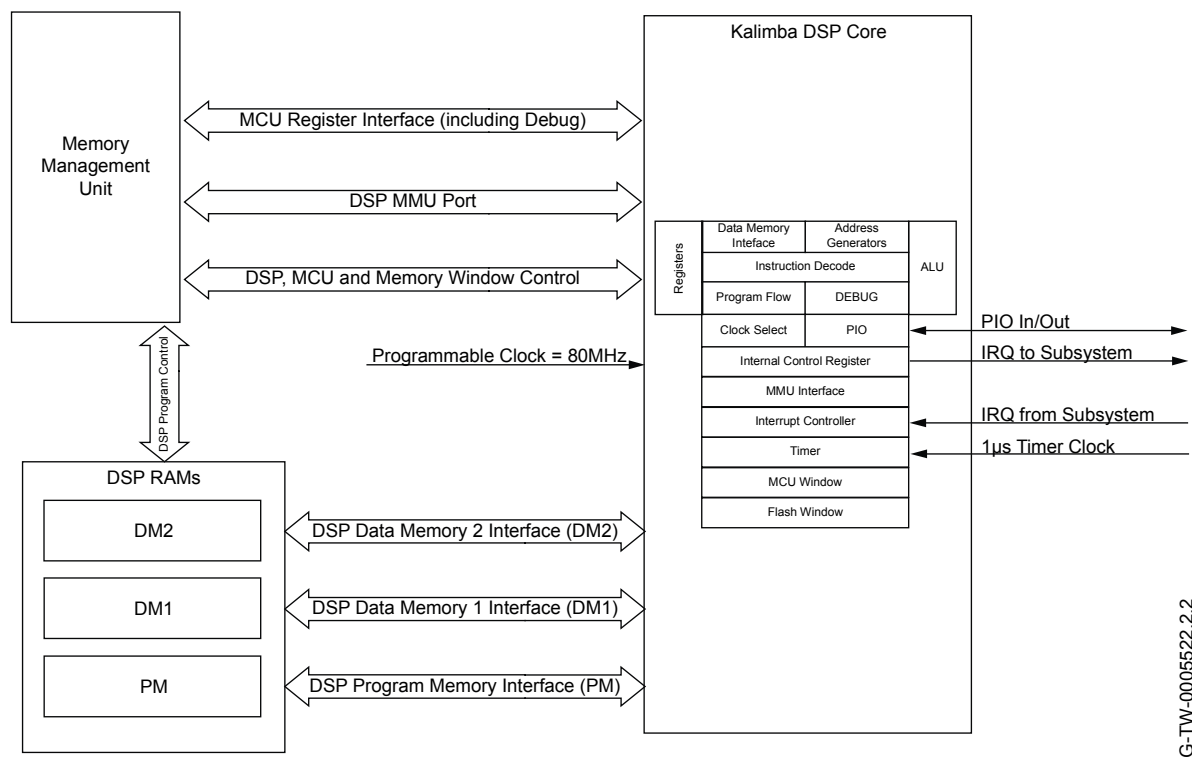 Kalimba DSP Core
Memory
Management
Unit
MCU Register Interface (including Debug)
DSP MMU Port
DSP, MCU and Memory Window Control
DSP Program Control
Programmable Clock = 80MHz
Registers
Data Memory
Inteface
Address
Generators
Instruction Decode
ALU
Program Flow
DEBUG
Clock Select
PIO
Internal Control Register
MMU Interface
Interrupt Controller
Timer
MCU Window
Flash Window
PIO In/Out
IRQ to Subsystem
IRQ from Subsystem
1µs Timer Clock
DSP RAMs
DM2
DM1
PM
DSP Data Memory 2 Interface (DM2)
DSP Data Memory 1 Interface (DM1)
DSP Program Memory Interface (PM)
G-TW-0005522.2.2